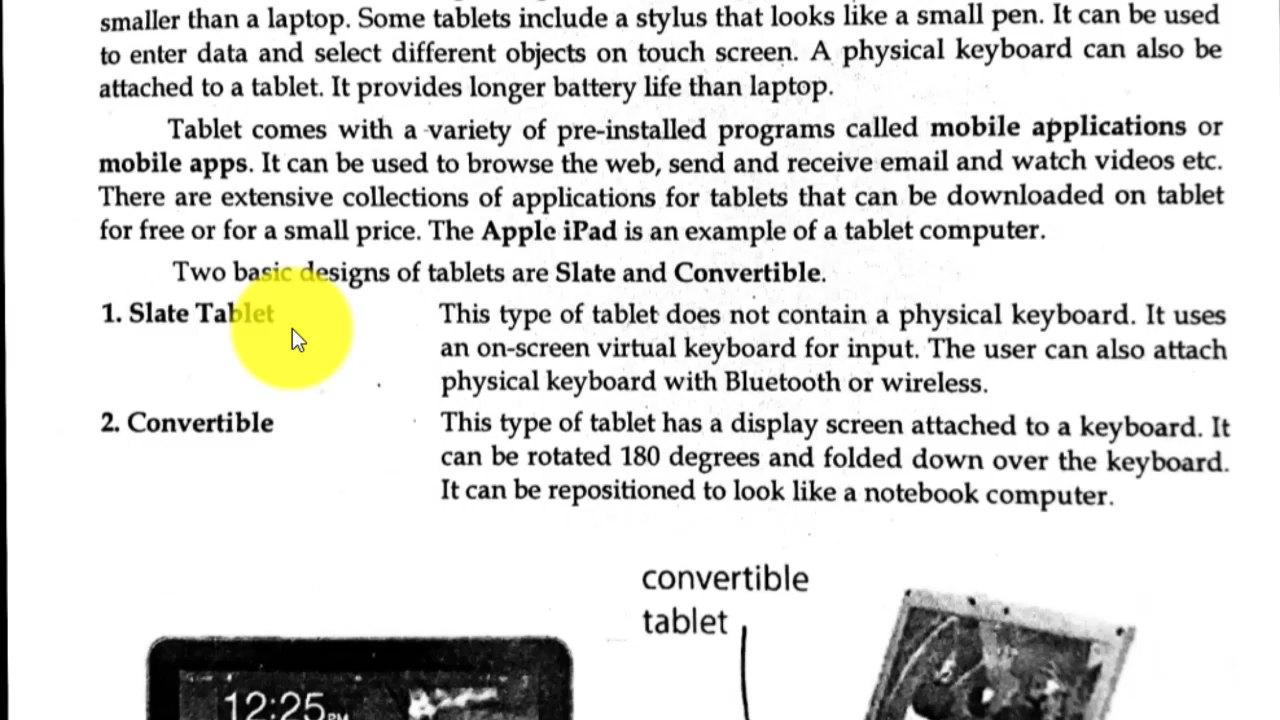 smaller than a laptop. Some tablets include a stylus that looks like a small pen. It can be used
to enter data and select different objects on touch screen. A physical keyboard can also be
attached to a tablet. It provides longer battery life than laptop.
Tablet comes with a variety of pre-installed programs called mobile applications or
mobile apps. It can be used to browse the web, send and receive email and watch videos etc.
There are extensive collections of applications for tablets that can be downloaded on tablet
for free or for a small price. The Apple iPad is an example of a tablet computer.
Two basic designs of tablets are Slate and Convertible.
1. Slate Tablet This type of tablet does not contain a physical keyboard. It uses
an on-screen virtual keyboard for input. The user can also attach
physical keyboard with Bluetooth or wireless.
2. Convertible This type of tablet has a display screen attached to a keyboard. It
can be rotated 180 degrees and folded down over the keyboard.
It can be repositioned to look like a notebook computer.
convertible
tablet
12:25 PM